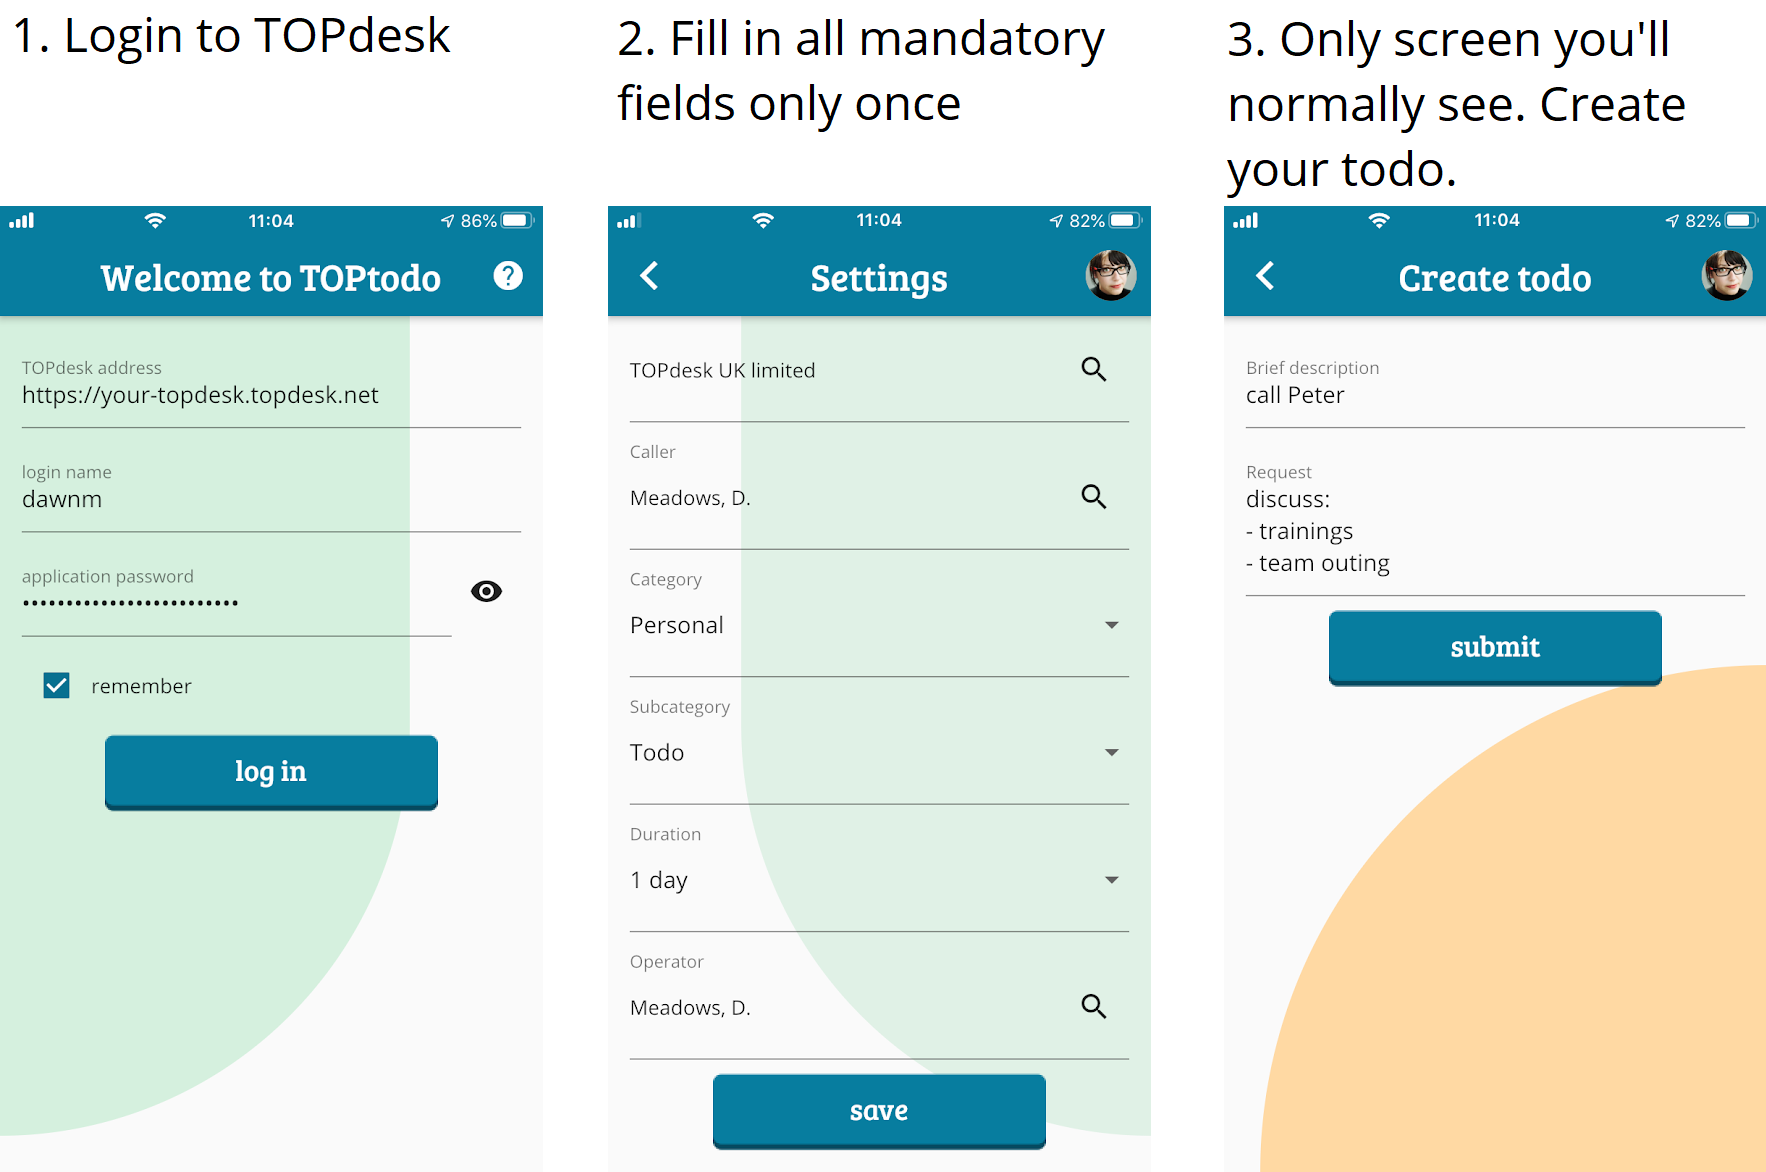 1. Login to TOPdesk
11:04
86%
Welcome to TOPtodo
?
TOPdesk address
https://your-topdesk.topdesk.net
login name
dawnm
application password
••••••••••••••••••••••••
remember
log in
2. Fill in all mandatory
fields only once
11:04
82%
Settings
TOPdesk UK limited
Caller
Meadows, D.
Category
Personal
Subcategory
Todo
Duration
1 day
Operator
Meadows, D.
save
3. Only screen you'll
normally see. Create
your todo.
11:04
82%
Create todo
Brief description
call Peter
Request
discuss:
- trainings
- team outing
submit